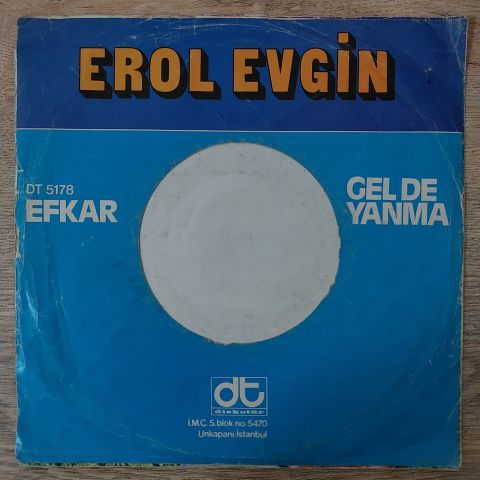 EROL EVGİN
DT 5178
EFKAR
GEL DE
YANMA
dt
diskotür
İ.M.Ç. 5.blok no:5470
Unkapanı İstanbul